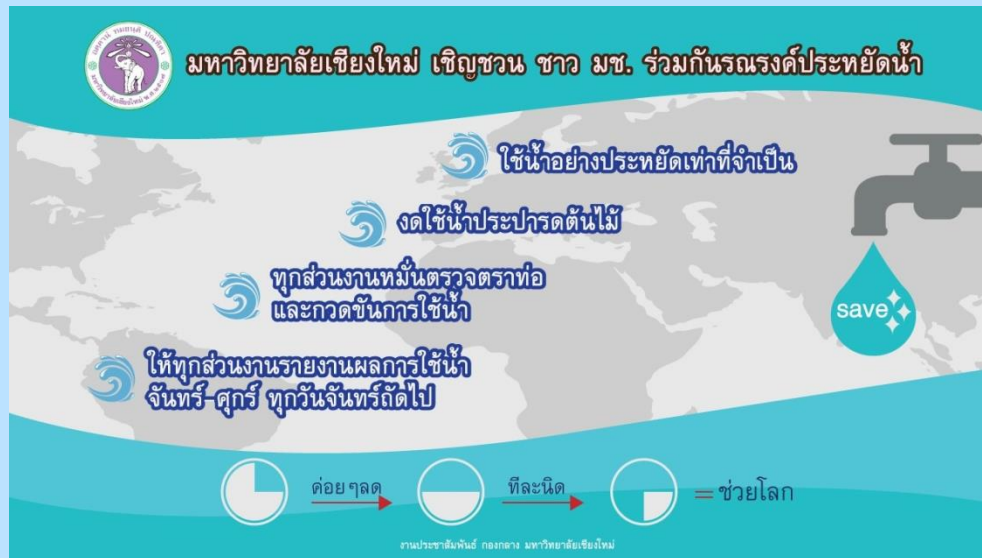 มหาวิทยาลัยเชียงใหม่ เชิญชวน ชาว มช. ร่วมกันรณรงค์ประหยัดน้ำ
ใช้น้ำอย่างประหยัดเท่าที่จำเป็น
งดใช้น้ำประปารดต้นไม้
ทุกส่วนงานหมั่นตรวจตราท่อ
และกวดขันการใช้น้ำ
save
ให้ทุกส่วนงานรายงานผลการใช้น้ำ
จันทร์-ศุกร์ ทุกวันจันทร์ถัดไป
ค่อยๆลด ทีละนิด = ช่วยโลก
งานประชาสัมพันธ์ กองกลาง มหาวิทยาลัยเชียงใหม่